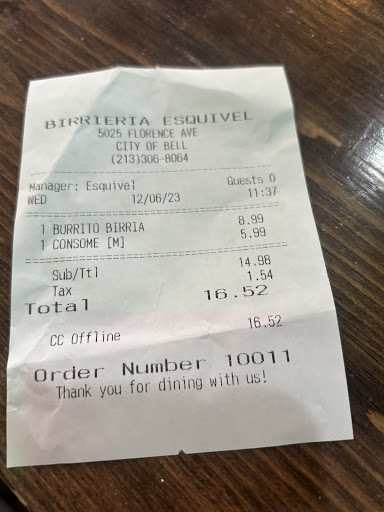 BIRRIERIA ESQUIVEL
5025 FLORENCE AVE
CITY OF BELL
(213)306-8064
Manager: Esquivel Guests 0
WED 12/06/23 11:37
1 BURRITO BIRRIA 8.99
1 CONSOME [M] 5.99
Sub/Ttl 14.98
Tax 1.54
Total 16.52
CC Offline 16.52
Order Number 10011
Thank you for dining with us!